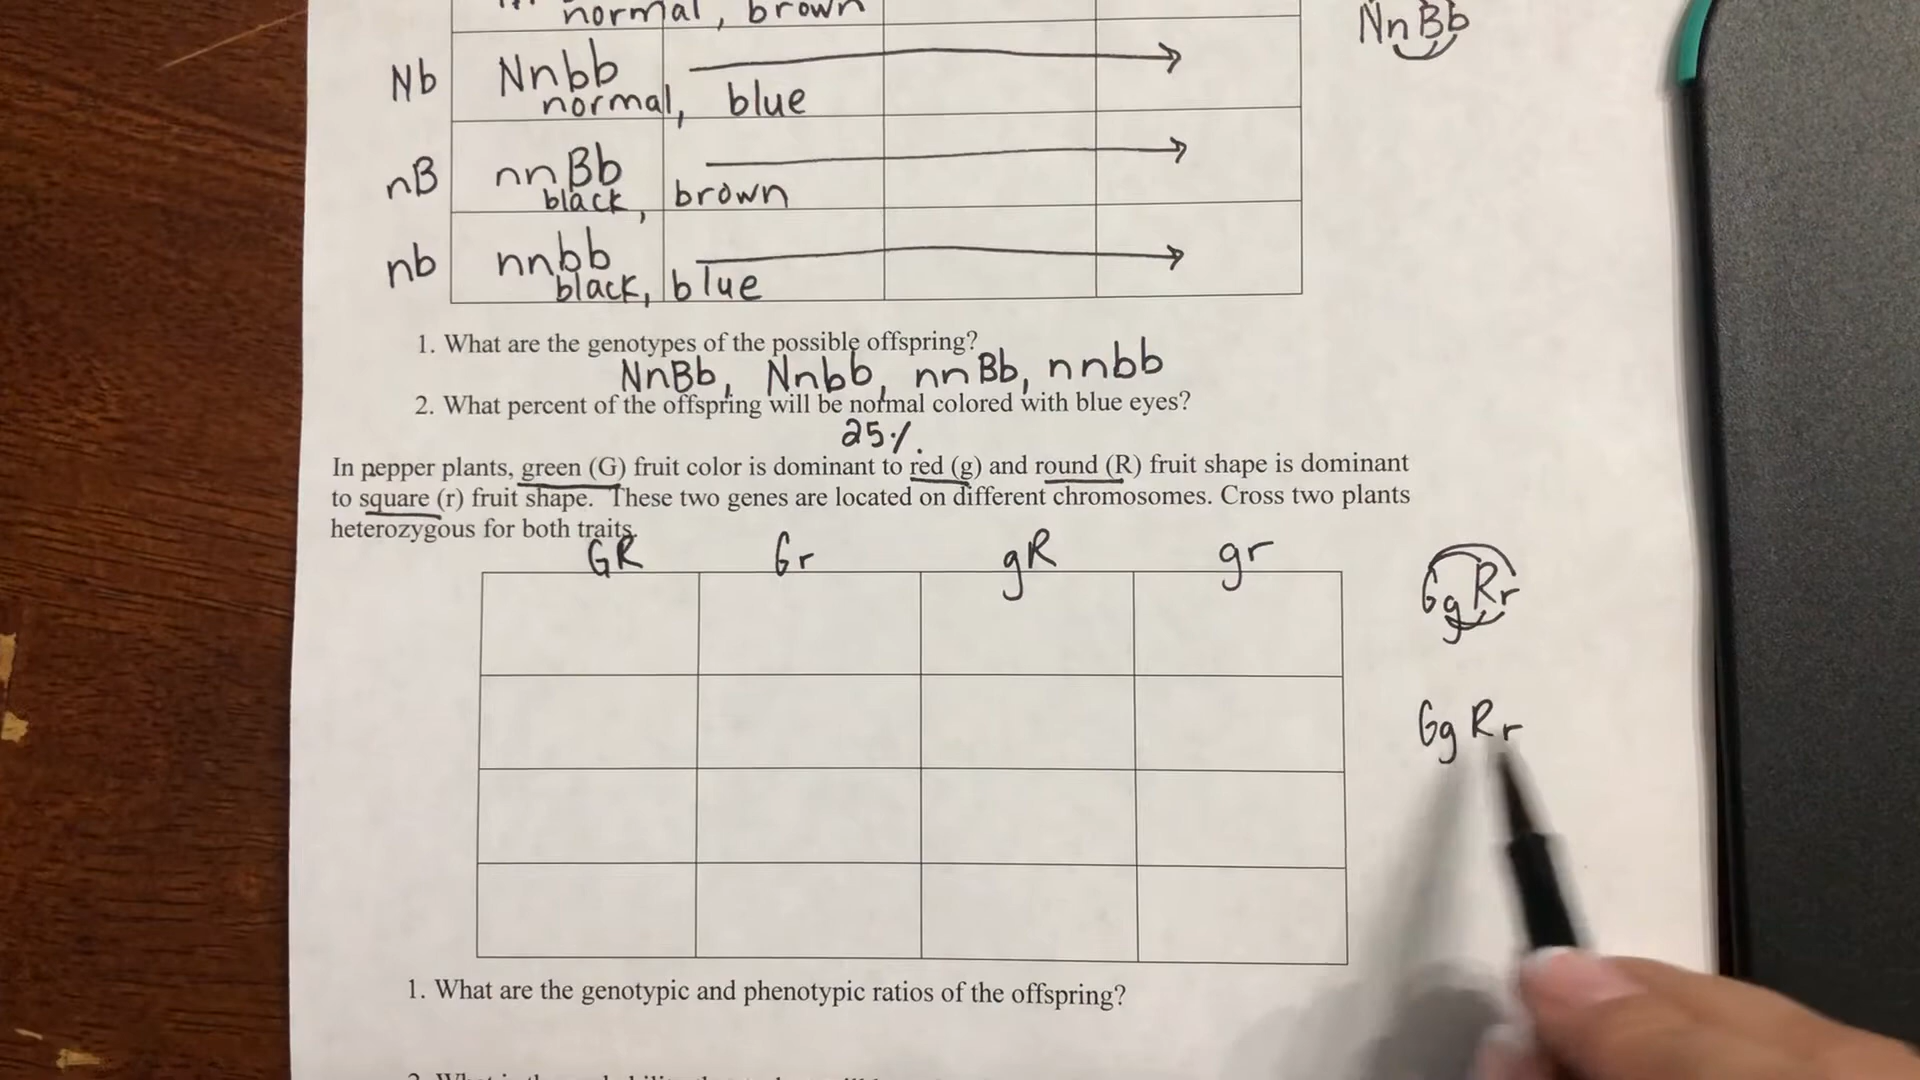 normal, brown
NnBb
Nb Nnbb
normal, blue
nB nnBb
black, brown
nb nnbb
black, blue
1. What are the genotypes of the possible offspring?
NnBb, Nnbb, nnBb, nnbb
2. What percent of the offspring will be normal colored with blue eyes?
25%.
In pepper plants, green (G) fruit color is dominant to red (g) and round (R) fruit shape is dominant
to square (r) fruit shape. These two genes are located on different chromosomes. Cross two plants
heterozygous for both traits.
GR Gr gR gr
GgRr
GgRr
1. What are the genotypic and phenotypic ratios of the offspring?